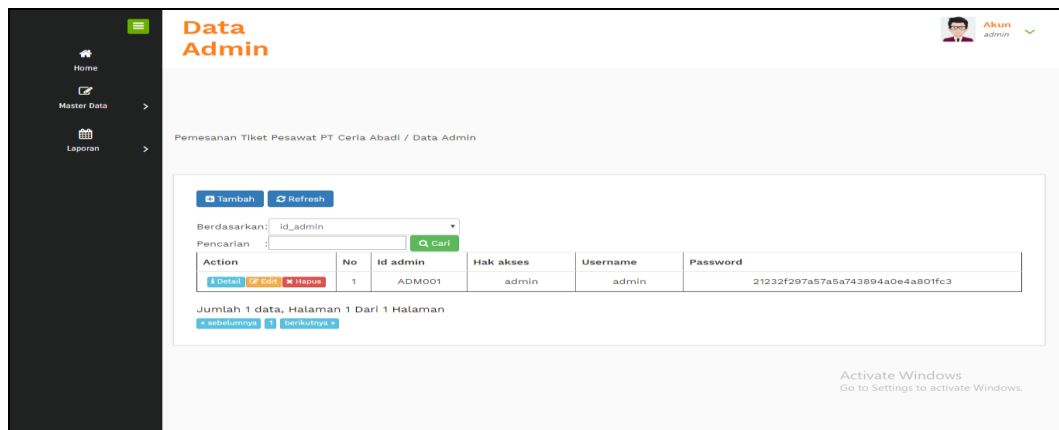 Data
Admin
Akun
admin
Home
Master Data
Laporan
Pemesanan Tiket Pesawat PT Ceria Abadi / Data Admin
Tambah Refresh
Berdasarkan: id_admin
Pencarian : Cari
Action No Id admin Hak akses Username Password
Detail Edit Hapus 1 ADM001 admin admin 21232f297a57a5a743894a0e4a801fc3
Jumlah 1 data, Halaman 1 Dari 1 Halaman
« sebelumnya 1 berikutnya »
Activate Windows
Go to Settings to activate Windows.